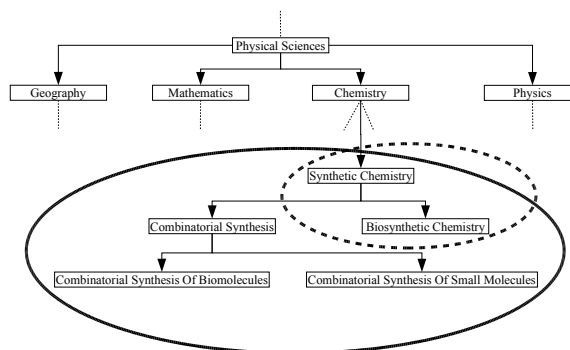 Physical Sciences
Geography
Mathematics
Chemistry
Physics
Synthetic Chemistry
Combinatorial Synthesis
Biosynthetic Chemistry
Combinatorial Synthesis Of Biomolecules
Combinatorial Synthesis Of Small Molecules